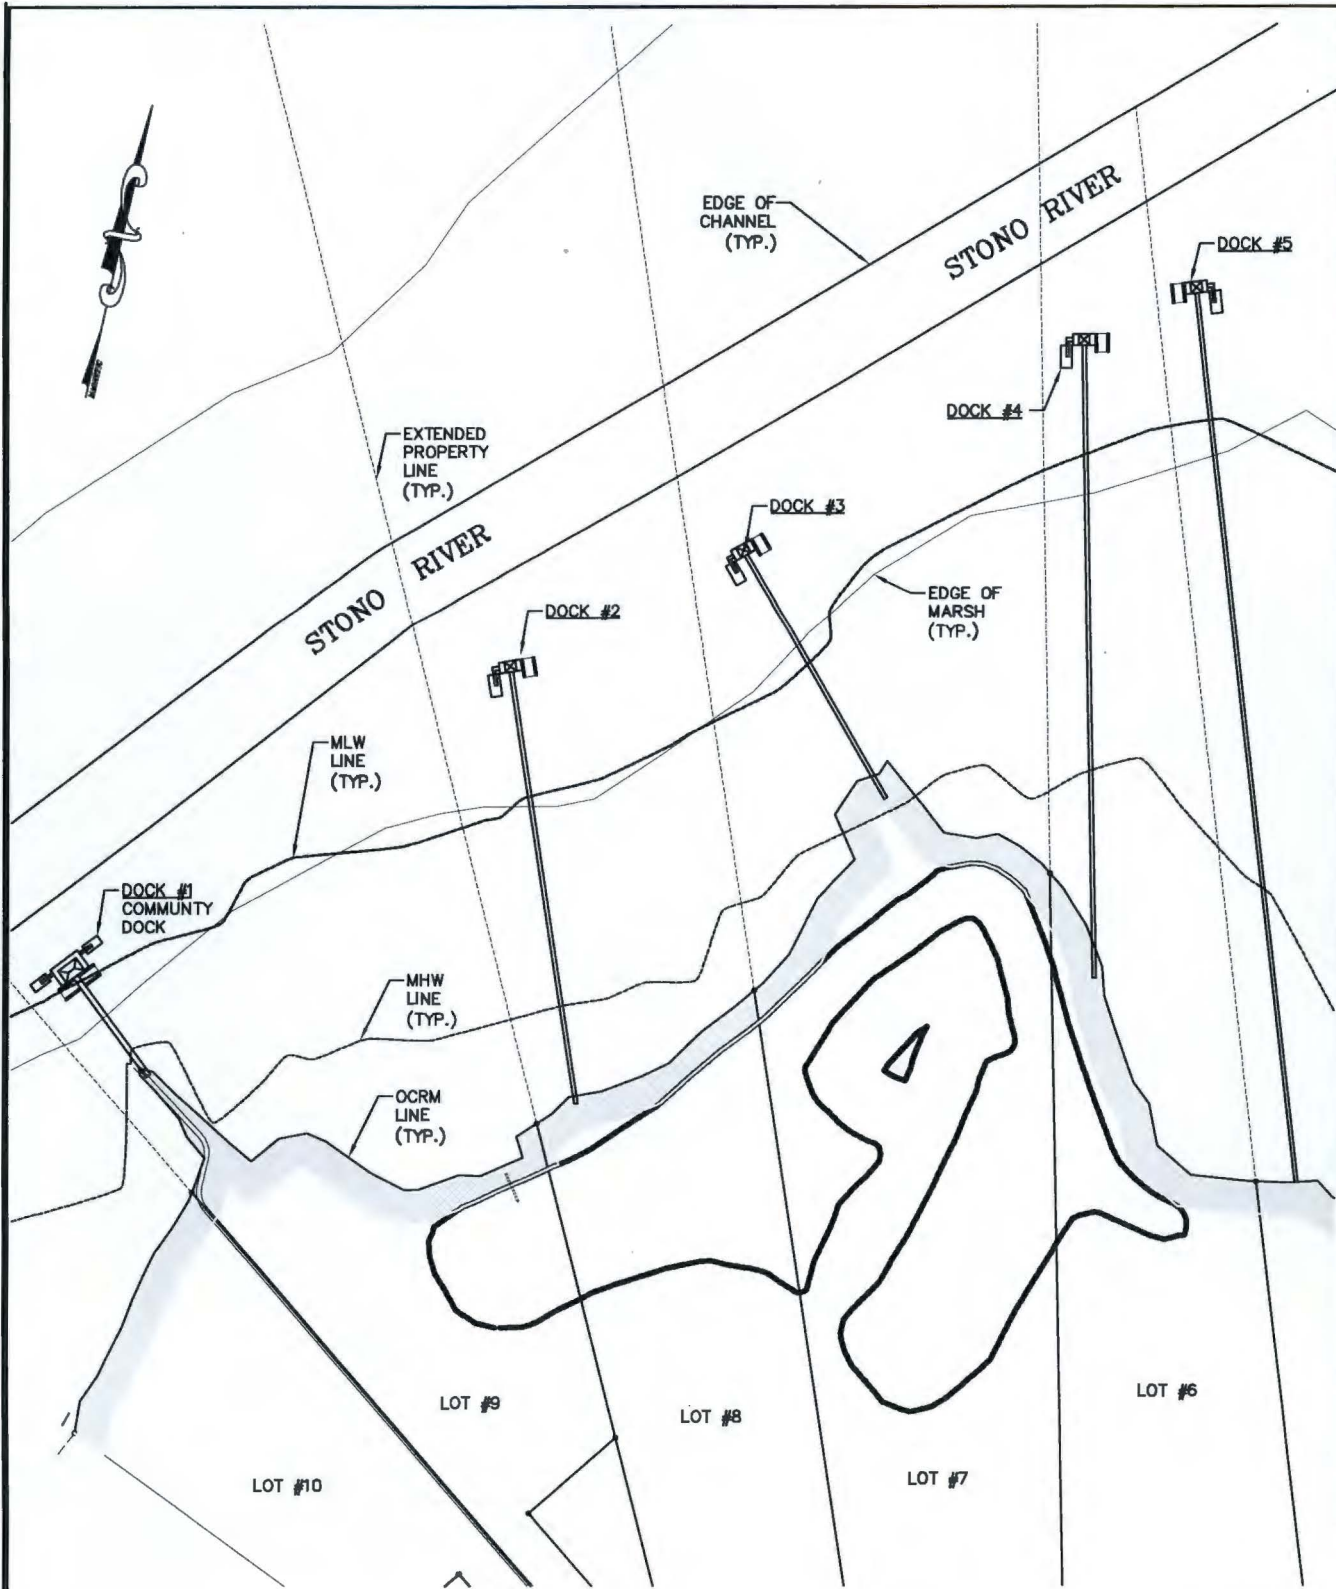 EDGE OF
CHANNEL
(TYP.)
STONO RIVER
DOCK #5
DOCK #4
EXTENDED
PROPERTY
LINE
(TYP.)
DOCK #3
STONO RIVER
EDGE OF
MARSH
(TYP.)
DOCK #2
MLW
LINE
(TYP.)
DOCK #1
COMMUNTY
DOCK
MHW
LINE
(TYP.)
OCRM
LINE
(TYP.)
LOT #9
LOT #8
LOT #6
LOT #10
LOT #7